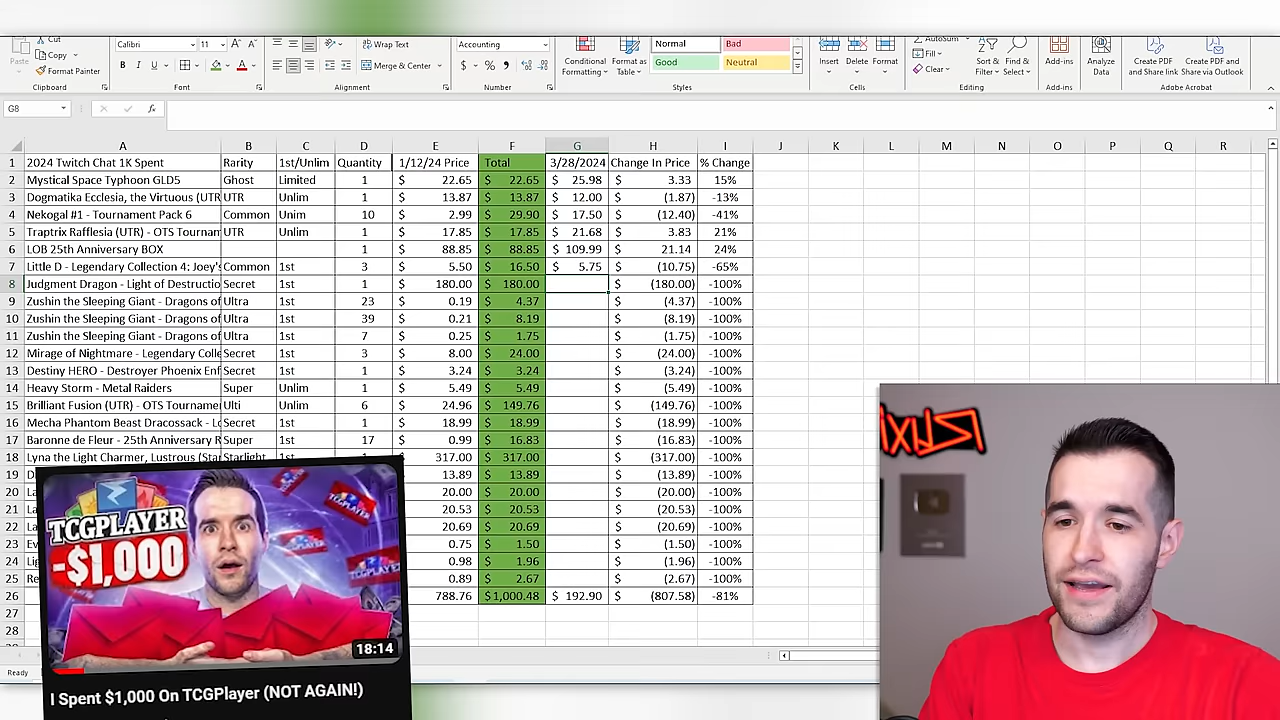 Cut
Calibri 11 A A Wrap Text Accounting Normal Bad AutoSum
Copy Fill
Paste Format Painter B I U A Merge & Center $ % Conditional Formatting Format as Table Good Neutral Insert Delete Format Clear Sort & Filter Find & Select Add-ins Analyze Data Create PDF and Share link Create PDF and Share via Outlook
Clipboard Font Alignment Number Styles Cells Editing Add-ins Adobe Acrobat
G8 fx
A B C D E F G H I J K L M N O P Q R
1 2024 Twitch Chat 1K Spent Rarity 1st/Unlim Quantity 1/12/24 Price Total 3/28/2024 Change In Price % Change
2 Mystical Space Typhoon GLD5 Ghost Limited 1 $ 22.65 $ 22.65 $ 25.98 $ 3.33 15%
3 Dogmatika Ecclesia, the Virtuous (UTR UTR Unlim 1 $ 13.87 $ 13.87 $ 12.00 $ (1.87) -13%
4 Nekogal #1 - Tournament Pack 6 Common Unim 10 $ 2.99 $ 29.90 $ 17.50 $ (12.40) -41%
5 Traptrix Rafflesia (UTR) - OTS Tournam UTR Unlim 1 $ 17.85 $ 17.85 $ 21.68 $ 3.83 21%
6 LOB 25th Anniversary BOX 1 $ 88.85 $ 88.85 $ 109.99 $ 21.14 24%
7 Little D - Legendary Collection 4: Joey's Common 1st 3 $ 5.50 $ 16.50 $ 5.75 $ (10.75) -65%
8 Judgment Dragon - Light of Destructio Secret 1st 1 $ 180.00 $ 180.00 $ (180.00) -100%
9 Zushin the Sleeping Giant - Dragons of Ultra 1st 23 $ 0.19 $ 4.37 $ (4.37) -100%
10 Zushin the Sleeping Giant - Dragons of Ultra 1st 39 $ 0.21 $ 8.19 $ (8.19) -100%
11 Zushin the Sleeping Giant - Dragons of Ultra 1st 7 $ 0.25 $ 1.75 $ (1.75) -100%
12 Mirage of Nightmare - Legendary Colle Secret 1st 3 $ 8.00 $ 24.00 $ (24.00) -100%
13 Destiny HERO - Destroyer Phoenix Enf Secret 1st 1 $ 3.24 $ 3.24 $ (3.24) -100%
14 Heavy Storm - Metal Raiders Super Unlim 1 $ 5.49 $ 5.49 $ (5.49) -100%
15 Brilliant Fusion (UTR) - OTS Tourname Ulti Unlim 6 $ 24.96 $ 149.76 $ (149.76) -100%
16 Mecha Phantom Beast Dracossack - Lo Secret 1st 1 $ 18.99 $ 18.99 $ (18.99) -100%
17 Baronne de Fleur - 25th Anniversary R Super 1st 17 $ 0.99 $ 16.83 $ (16.83) -100%
18 Lyna the Light Charmer, Lustrous (Star Starlight 1st 1 $ 317.00 $ 317.00 $ (317.00) -100%
19 D 13.89 $ 13.89 $ (13.89) -100%
20 La 20.00 $ 20.00 $ (20.00) -100%
21 La 20.53 $ 20.53 $ (20.53) -100%
22 La 20.69 $ 20.69 $ (20.69) -100%
23 Ev 0.75 $ 1.50 $ (1.50) -100%
24 Lig 0.98 $ 1.96 $ (1.96) -100%
25 Re 0.89 $ 2.67 $ (2.67) -100%
26 788.76 $1,000.48 $ 192.90 $ (807.58) -81%
27
28
Ready
TCGPLAYER
-$1,000
18:14
I Spent $1,000 On TCGPlayer (NOT AGAIN!)